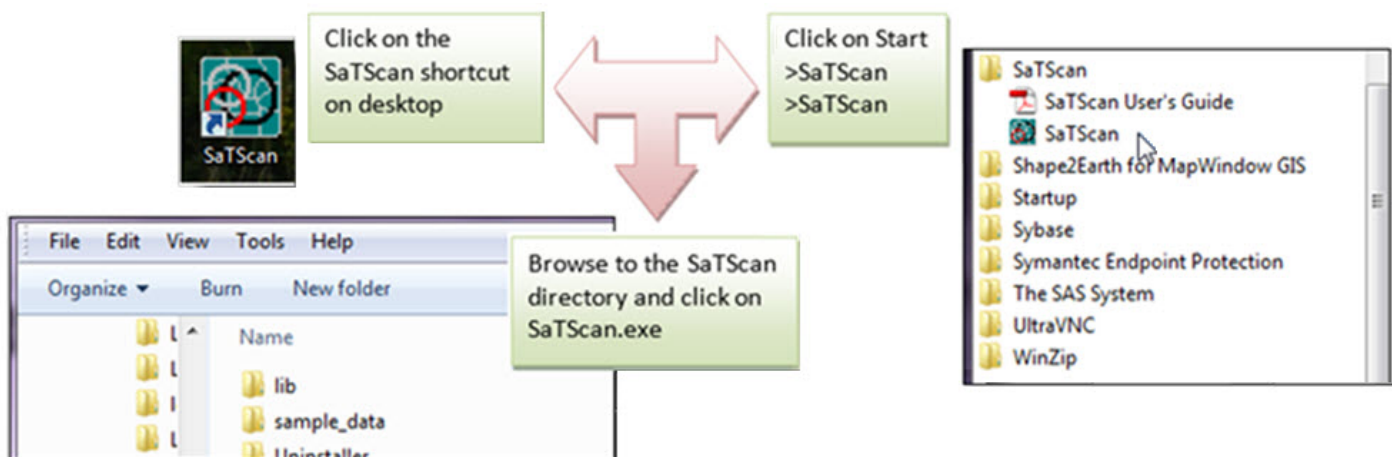 SaTScan
Click on the
SaTScan shortcut
on desktop
Click on Start
>SaTScan
>SaTScan
SaTScan
SaTScan User's Guide
SaTScan
Shape2Earth for MapWindow GIS
Startup
Sybase
Symantec Endpoint Protection
The SAS System
UltraVNC
WinZip
File Edit View Tools Help
Organize Burn New folder
Name
lib
sample_data
Uninstaller
Browse to the SaTScan
directory and click on
SaTScan.exe